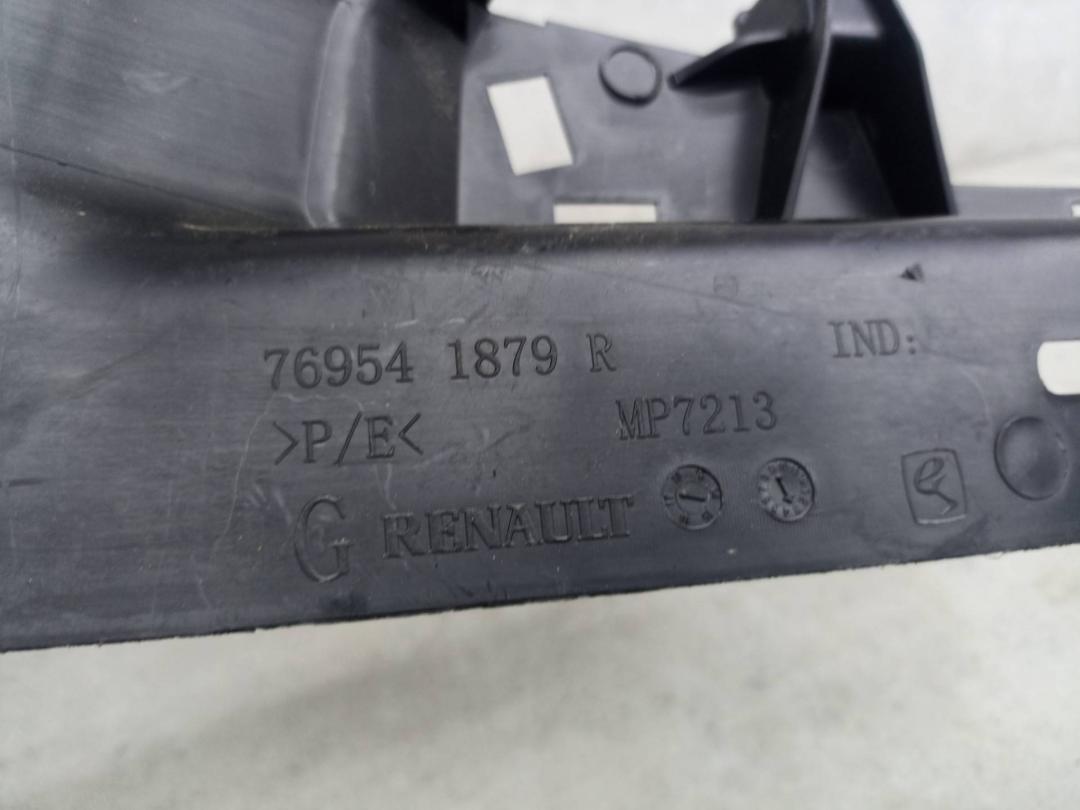 76954 1879 R
IND:
>P/E<
MP7213
G RENAULT